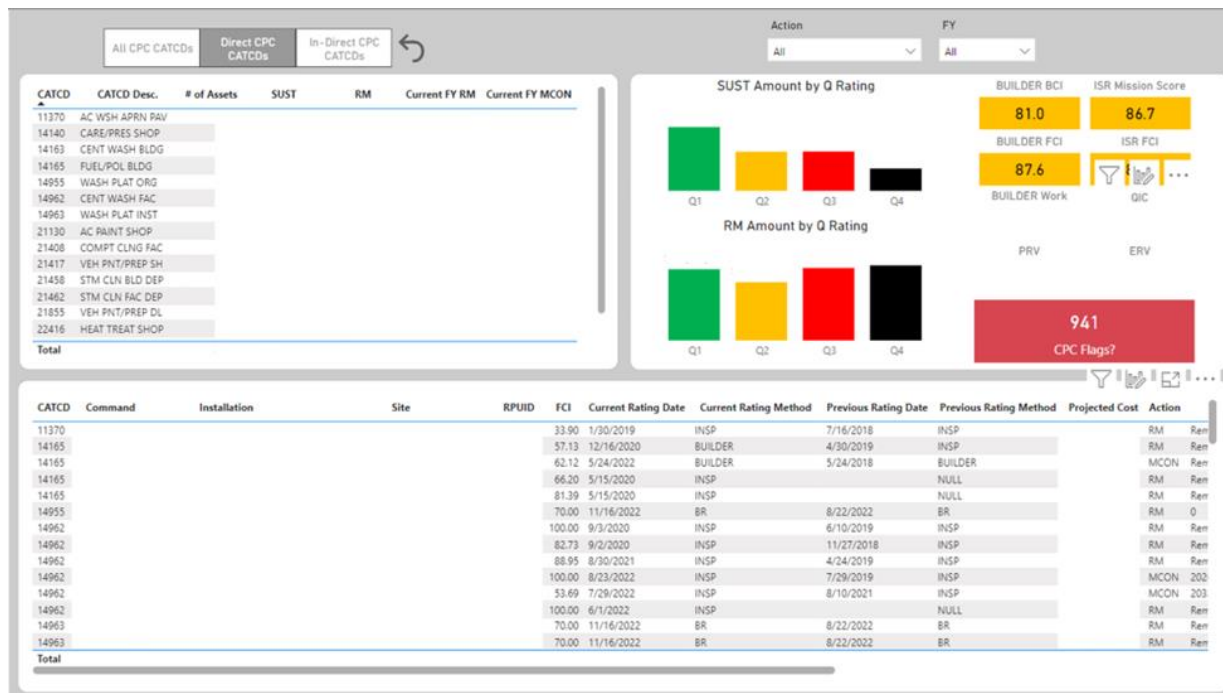 All CPC CATCDs
Direct CPC
CATCDs
In-Direct CPC
CATCDs
Action
All
FY
All
CATCD CATCD Desc. # of Assets SUST RM Current FY RM Current FY MCON
11370 AC WSH APRN PAV
14140 CARE/PRES SHOP
14163 CENT WASH BLDG
14165 FUEL/POL BLDG
14955 WASH PLAT ORG
14962 CENT WASH FAC
14963 WASH PLAT INST
21130 AC PAINT SHOP
21408 COMPT CLNG FAC
21417 VEH PNT/PREP SH
21458 STM CLN BLD DEP
21462 STM CLN FAC DEP
21855 VEH PNT/PREP DL
22416 HEAT TREAT SHOP
Total
SUST Amount by Q Rating
Q1 Q2 Q3 Q4
RM Amount by Q Rating
Q1 Q2 Q3 Q4
BUILDER BCI ISR Mission Score
81.0 86.7
BUILDER FCI ISR FCI
87.6
BUILDER Work QIC
PRV ERV
941
CPC Flags?
CATCD Command Installation Site RPUID FCI Current Rating Date Current Rating Method Previous Rating Date Previous Rating Method Projected Cost Action
11370 33.90 1/30/2019 INSP 7/16/2018 INSP RM Rem
14165 57.13 12/16/2020 BUILDER 4/30/2019 INSP RM Rem
14165 62.12 5/24/2022 BUILDER 5/24/2018 BUILDER MCON Rem
14165 66.20 5/15/2020 INSP NULL RM Rem
14165 81.39 5/15/2020 INSP NULL RM Rem
14955 70.00 11/16/2022 BR 8/22/2022 BR RM 0
14962 100.00 9/3/2020 INSP 6/10/2019 INSP RM Rem
14962 82.73 9/2/2020 INSP 11/27/2018 INSP RM Rem
14962 88.95 8/30/2021 INSP 4/24/2019 INSP RM Rem
14962 100.00 8/23/2022 INSP 7/29/2019 INSP MCON 202
14962 53.69 7/29/2022 INSP 8/10/2021 INSP MCON 203
14962 100.00 6/1/2022 INSP NULL RM Rem
14963 70.00 11/16/2022 BR 8/22/2022 BR RM Rem
14963 70.00 11/16/2022 BR 8/22/2022 BR RM Rem
Total